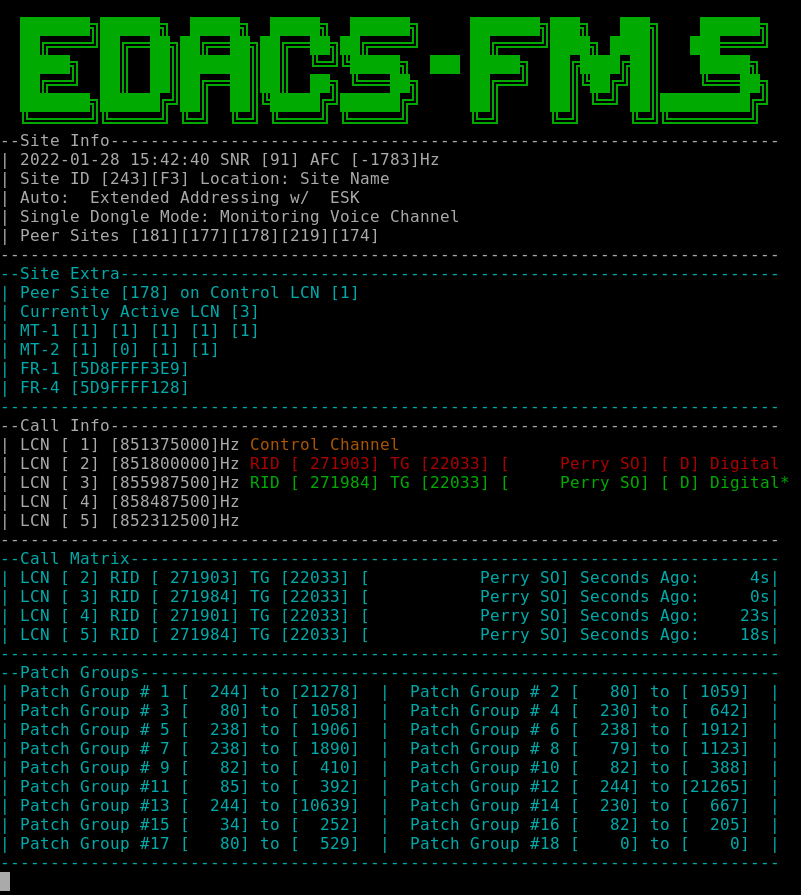 EDACS-FM5
--Site Info-------------------------------------------------------------------
| 2022-01-28 15:42:40 SNR [91] AFC [-1783]Hz
| Site ID [243][F3] Location: Site Name
| Auto:  Extended Addressing w/  ESK
| Single Dongle Mode: Monitoring Voice Channel
| Peer Sites [181][177][178][219][174]
------------------------------------------------------------------------------
--Site Extra------------------------------------------------------------------
| Peer Site [178] on Control LCN [1]
| Currently Active LCN [3]
| MT-1 [1] [1] [1] [1] [1]
| MT-2 [1] [0] [1] [1]
| FR-1 [5D8FFFF3E9]
| FR-4 [5D9FFFF128]
------------------------------------------------------------------------------
--Call Info-------------------------------------------------------------------
| LCN [ 1] [851375000]Hz Control Channel
| LCN [ 2] [851800000]Hz RID [ 271903] TG [22033] [     Perry SO] [ D] Digital
| LCN [ 3] [855987500]Hz RID [ 271984] TG [22033] [     Perry SO] [ D] Digital*
| LCN [ 4] [858487500]Hz
| LCN [ 5] [852312500]Hz
------------------------------------------------------------------------------
--Call Matrix-----------------------------------------------------------------
| LCN [ 2] RID [ 271903] TG [22033] [           Perry SO] Seconds Ago:     4s|
| LCN [ 3] RID [ 271984] TG [22033] [           Perry SO] Seconds Ago:     0s|
| LCN [ 4] RID [ 271901] TG [22033] [           Perry SO] Seconds Ago:    23s|
| LCN [ 5] RID [ 271984] TG [22033] [           Perry SO] Seconds Ago:    18s|
------------------------------------------------------------------------------
--Patch Groups----------------------------------------------------------------
| Patch Group # 1 [  244] to [21278]  |  Patch Group # 2 [   80] to [ 1059]  |
| Patch Group # 3 [   80] to [ 1058]  |  Patch Group # 4 [  230] to [  642]  |
| Patch Group # 5 [  238] to [ 1906]  |  Patch Group # 6 [  238] to [ 1912]  |
| Patch Group # 7 [  238] to [ 1890]  |  Patch Group # 8 [   79] to [ 1123]  |
| Patch Group # 9 [   82] to [  410]  |  Patch Group #10 [   82] to [  388]  |
| Patch Group #11 [   85] to [  392]  |  Patch Group #12 [  244] to [21265]  |
| Patch Group #13 [  244] to [10639]  |  Patch Group #14 [  230] to [  667]  |
| Patch Group #15 [   34] to [  252]  |  Patch Group #16 [   82] to [  205]  |
| Patch Group #17 [   80] to [  529]  |  Patch Group #18 [    0] to [    0]  |
------------------------------------------------------------------------------